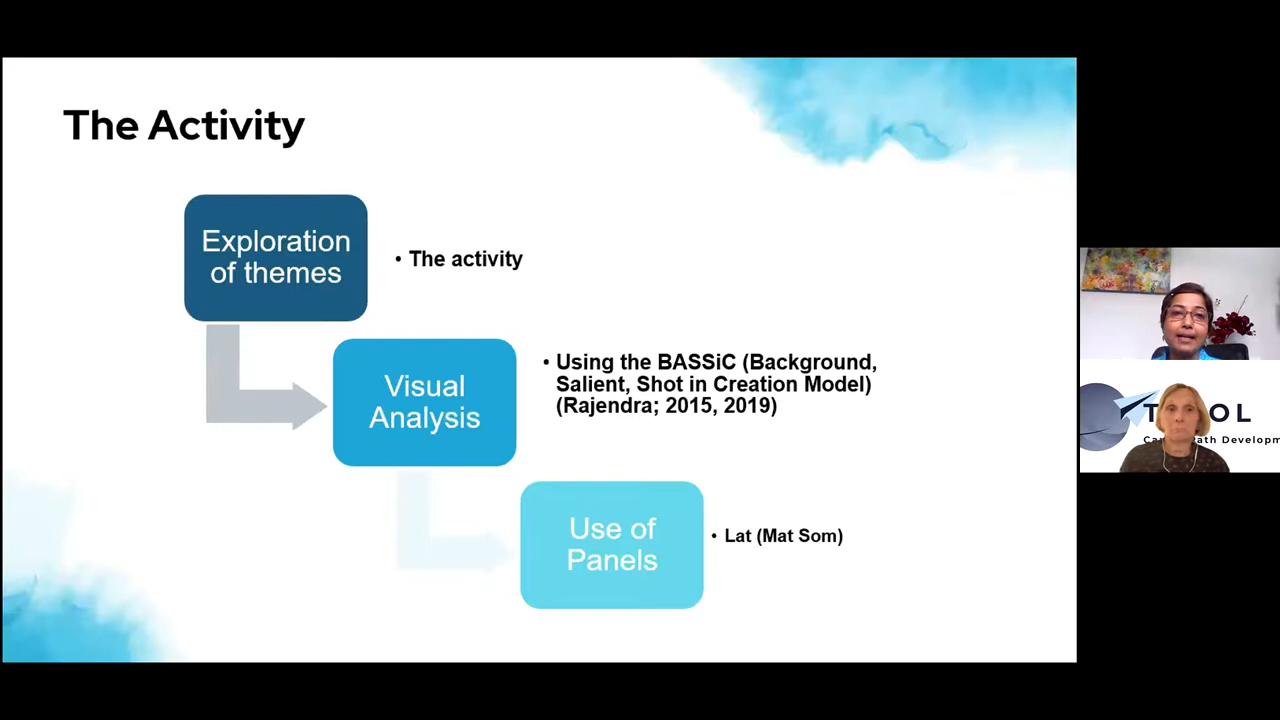 The Activity
Exploration
of themes
• The activity
Visual
Analysis
• Using the BASSiC (Background,
Salient, Shot in Creation Model)
(Rajendra; 2015, 2019)
Use of
Panels
• Lat (Mat Som)